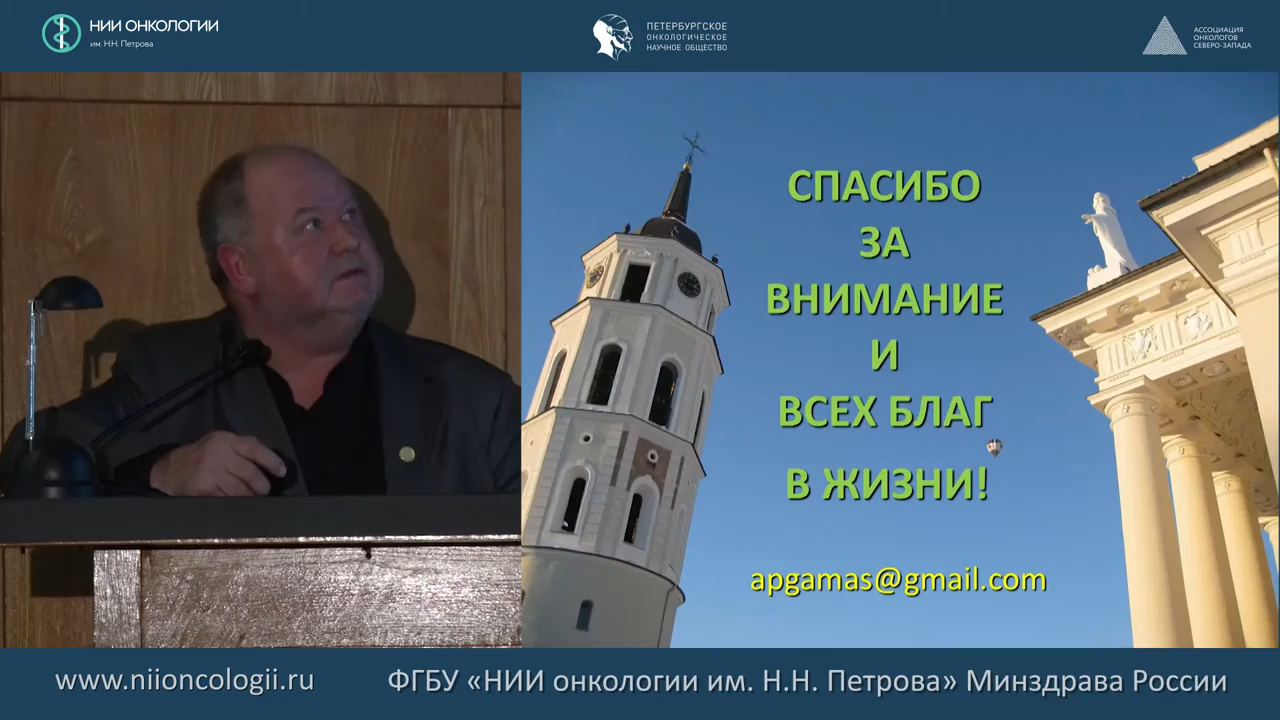 НИИ ОНКОЛОГИИ
им. Н.Н. Петрова
ПЕТЕРБУРГСКОЕ
ОНКОЛОГИЧЕСКОЕ
НАУЧНОЕ ОБЩЕСТВО
АССОЦИАЦИЯ
ОНКОЛОГОВ
СЕВЕРО-ЗАПАДА
СПАСИБО
ЗА
ВНИМАНИЕ
И
ВСЕХ БЛАГ
В ЖИЗНИ!
apgamas@gmail.com
www.niioncologii.ru
ФГБУ «НИИ онкологии им. Н.Н. Петрова» Минздрава России